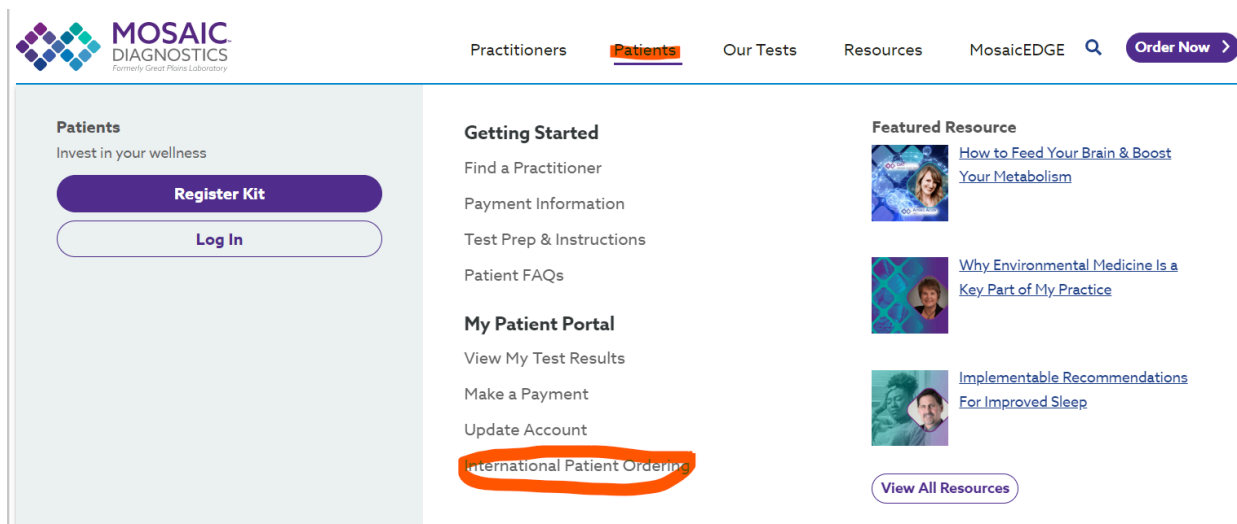 MOSAIC
DIAGNOSTICS
Formerly Great Plains Laboratory
Practitioners
Patients
Our Tests
Resources
MosaicEDGE
Order Now
Patients
Invest in your wellness
Register Kit
Log In
Getting Started
Find a Practitioner
Payment Information
Test Prep & Instructions
Patient FAQs
My Patient Portal
View My Test Results
Make a Payment
Update Account
International Patient Ordering
Featured Resource
How to Feed Your Brain & Boost
Your Metabolism
Why Environmental Medicine Is a
Key Part of My Practice
Implementable Recommendations
For Improved Sleep
View All Resources